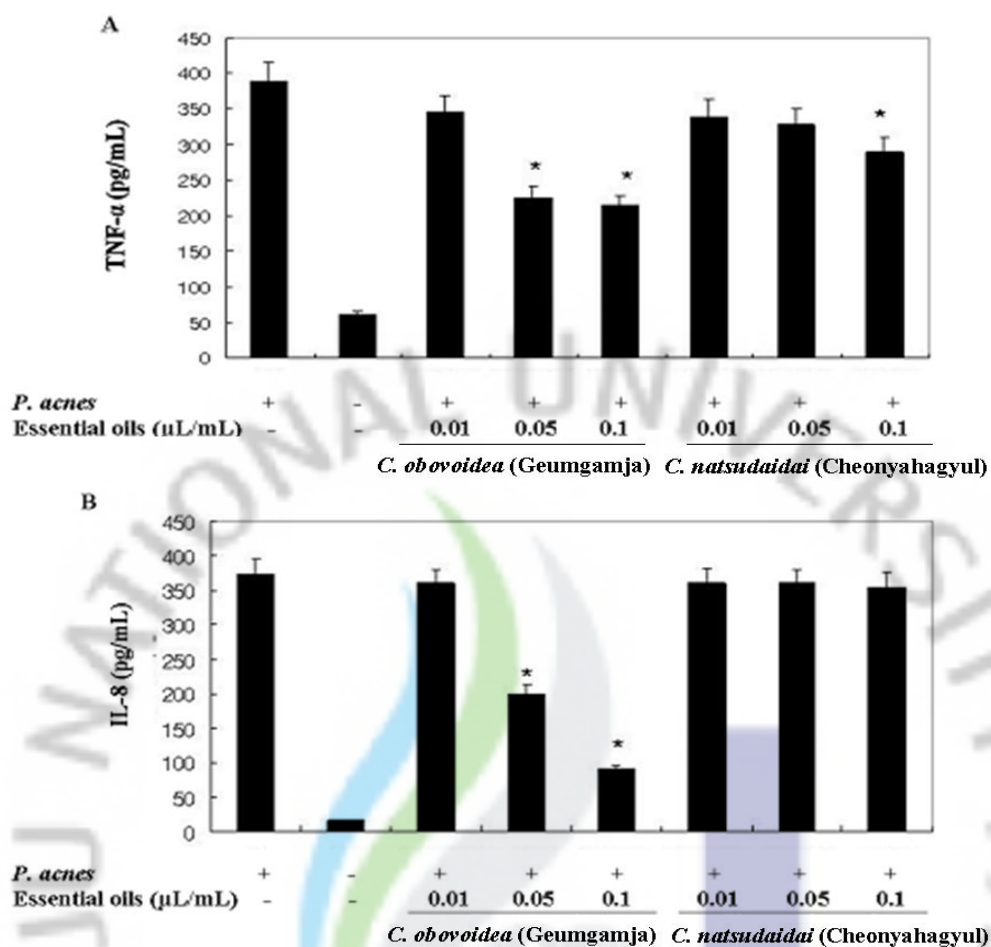 A
450
400
350
300
250
200
150
100
50
0
TNF-α (pg/mL)
P. acnes + - + + + + + +
Essential oils (µL/mL) - - 0.01 0.05 0.1 0.01 0.05 0.1
C. obovoidea (Geumgamja) C. natsudaidai (Cheonyahagyul)
* * *
B
450
400
350
300
250
200
150
100
50
0
IL-8 (pg/mL)
* *
P. acnes + - + + + + + +
Essential oils (µL/mL) - - 0.01 0.05 0.1 0.01 0.05 0.1
C. obovoidea (Geumgamja) C. natsudaidai (Cheonyahagyul)
NATIONAL UNIVERSIT